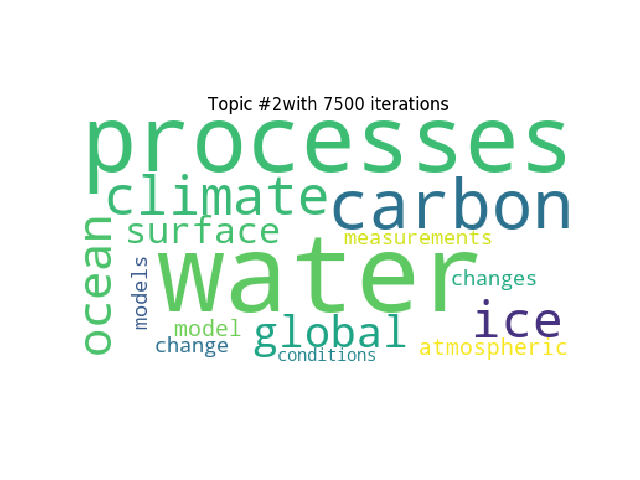 Topic #2with 7500 iterations
processes
climate
carbon
ocean
surface
measurements
water
models
changes
model
global
ice
change
conditions
atmospheric